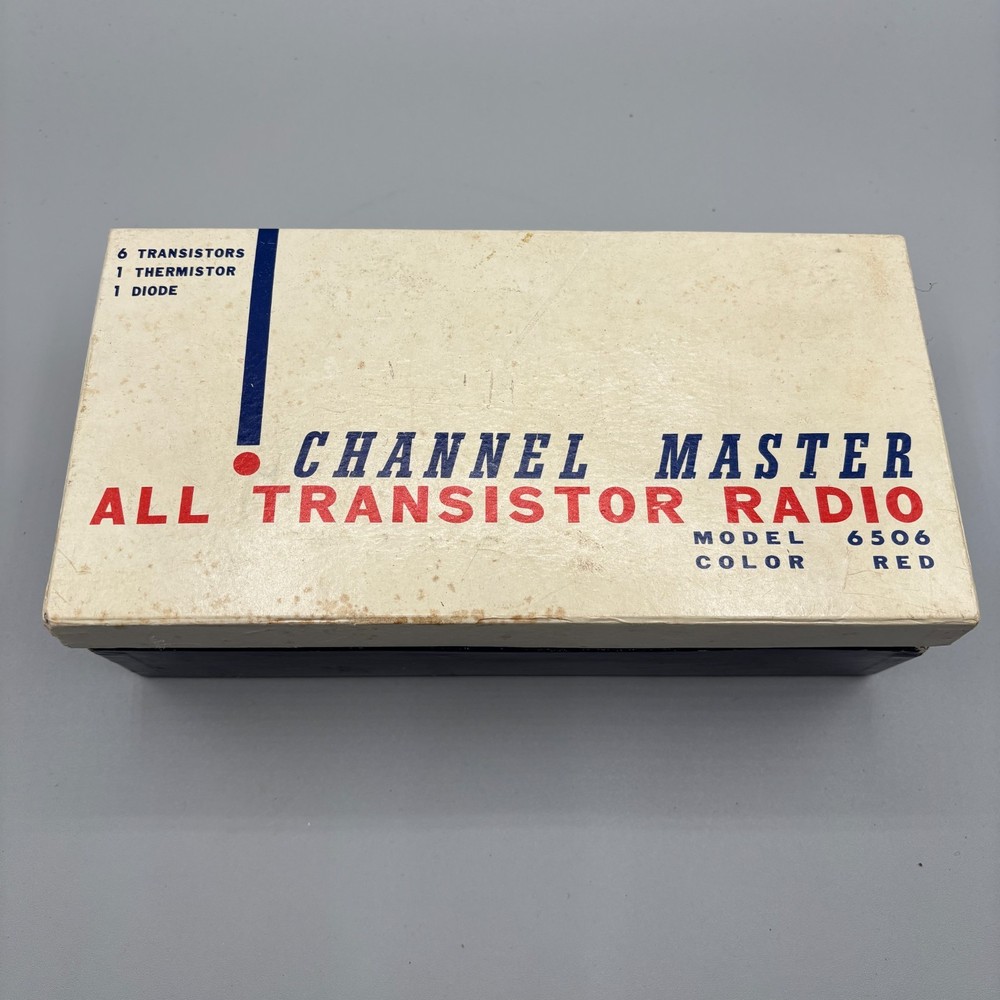 6 TRANSISTORS
1 THERMISTOR
1 DIODE
CHANNEL MASTER
ALL TRANSISTOR RADIO
MODEL 6506
COLOR RED